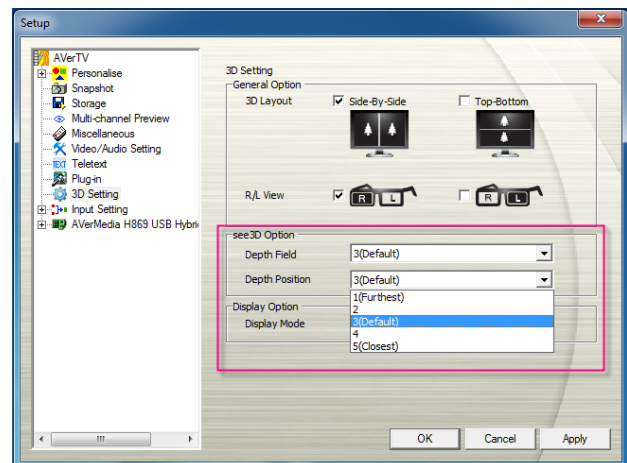 Setup
AVerTV
Personalise
Snapshot
Storage
Multi-channel Preview
Miscellaneous
Video/Audio Setting
TEXT Teletext
Plug-in
3D Setting
Input Setting
AVerMedia H869 USB Hybri
3D Setting
General Option
3D Layout
Side-By-Side
Top-Bottom
R/L View
R L
R L
see3D Option
Depth Field
3(Default)
Depth Position
3(Default)
1(Furthest)
2
3(Default)
4
5(Closest)
Display Option
Display Mode
OK
Cancel
Apply